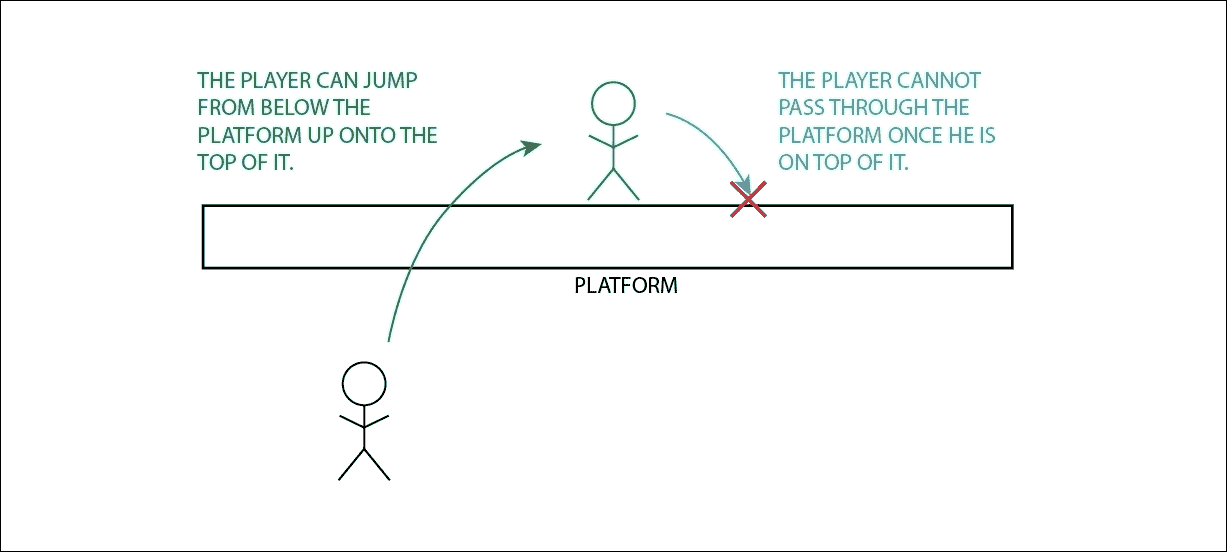 THE PLAYER CAN JUMP
FROM BELOW THE
PLATFORM UP ONTO THE
TOP OF IT.
THE PLAYER CANNOT
PASS THROUGH THE
PLATFORM ONCE HE IS
ON TOP OF IT.
PLATFORM